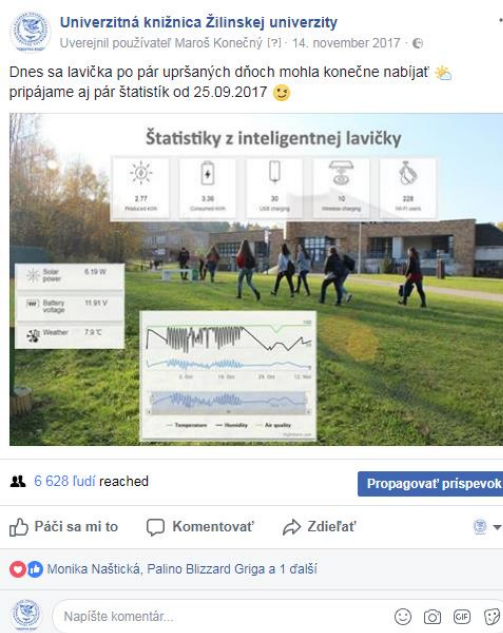 Univerzitná knižnica Žilinskej univerzity
Uverejnil používateľ Maroš Konečný [?] · 14. november 2017 ·
Dnes sa lavička po pár upršaných dňoch mohla konečne nabíjať
pripájame aj pár štatistík od 25.09.2017
Štatistiky z inteligentnej lavičky
2.77
Produced kWh
3.36
Consumed kWh
30
USB charging
10
Wireless charging
228
Wi-Fi users
Solar power 6.19 W
Battery voltage 11.91 V
Weather 7.9 °C
Temperature Humidity Air quality
6 628 ľudí reached
Propagovať príspevok
Páči sa mi to Komentovať Zdieľať
Monika Naštická, Palino Blizzard Griga a 1 ďalší
Napíšte komentár...
GIF